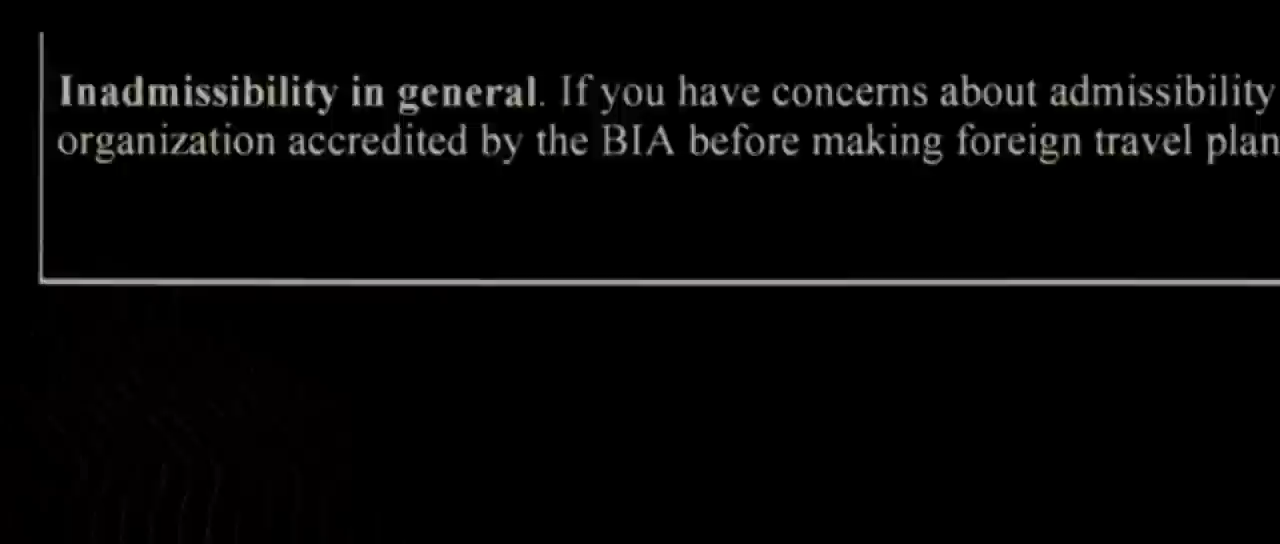 Inadmissibility in general. If you have concerns about admissibility
organization accredited by the BIA before making foreign travel plan